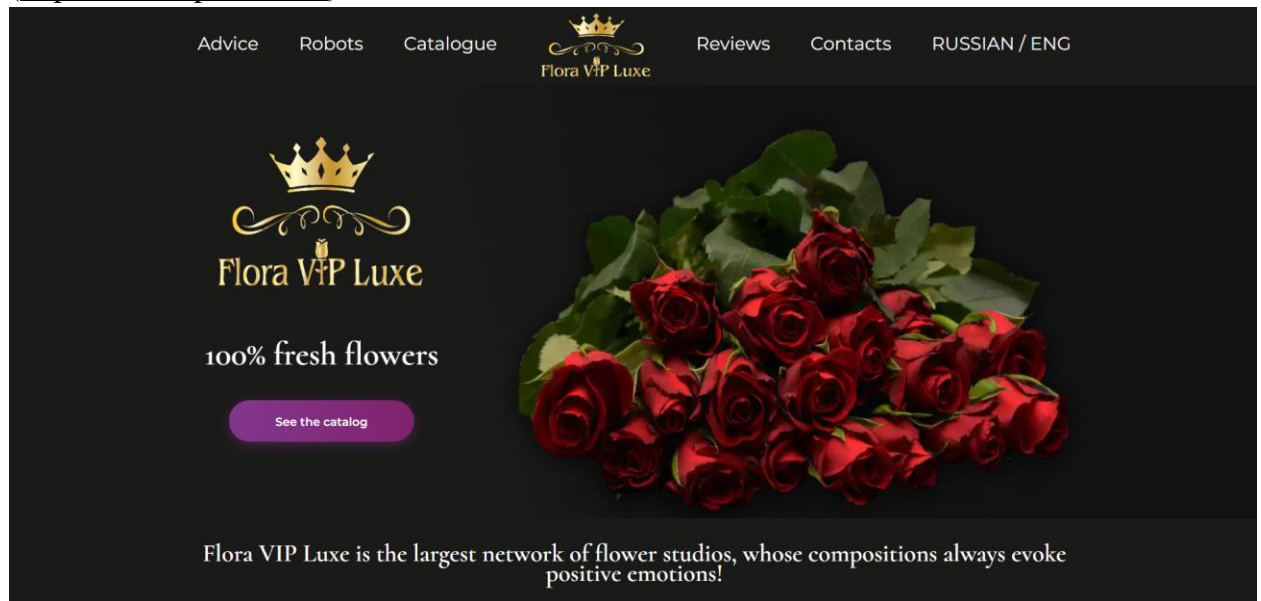 Advice Robots Catalogue Flora VIP Luxe Reviews Contacts RUSSIAN / ENG
Flora VIP Luxe
100% fresh flowers
See the catalog
Flora VIP Luxe is the largest network of flower studios, whose compositions always evoke
positive emotions!